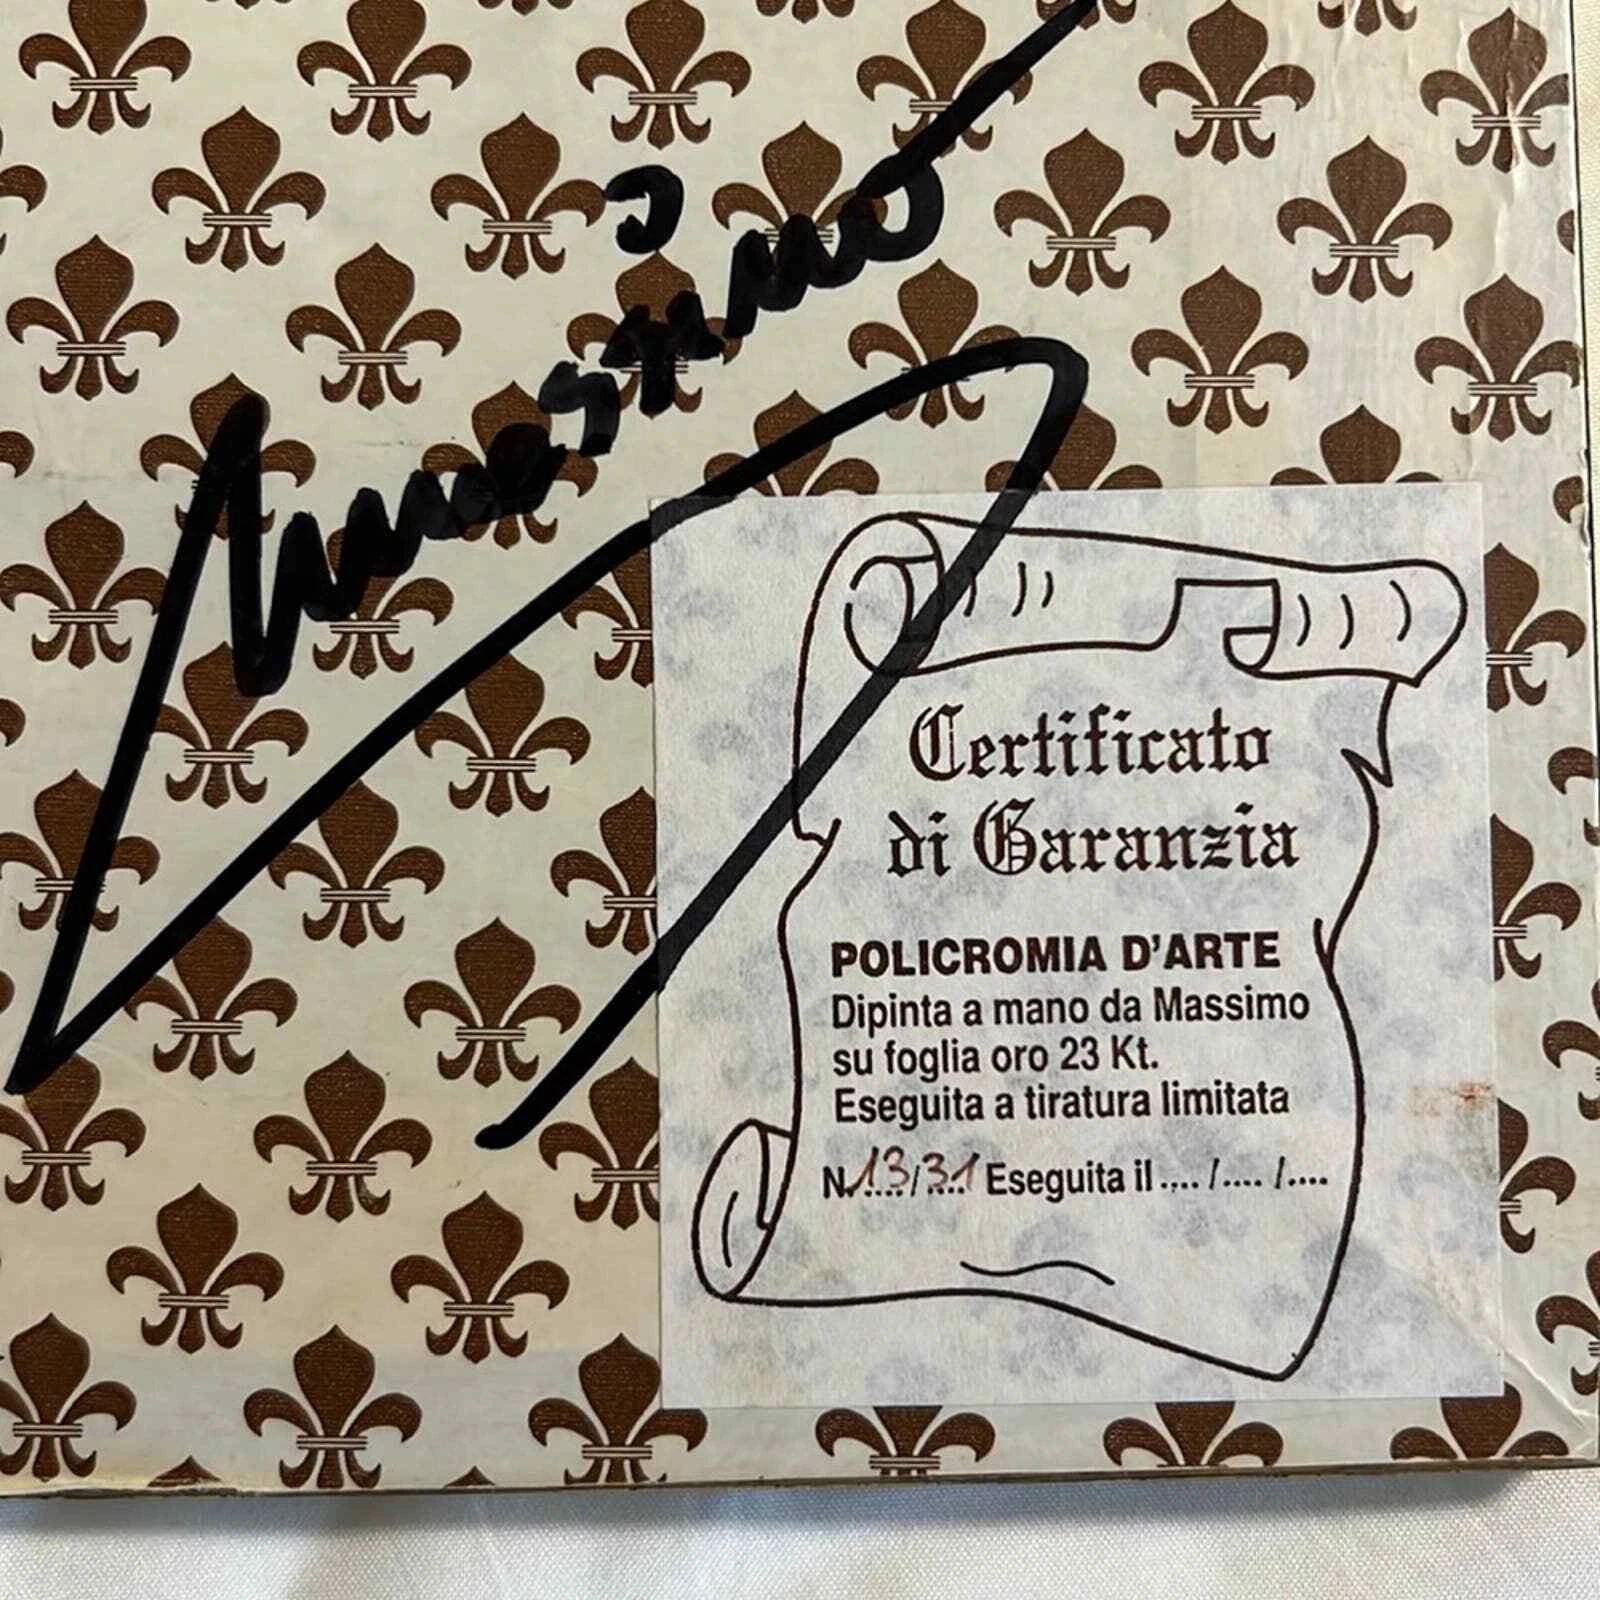 Massimo
Certificato
di Garanzia
POLICROMIA D'ARTE
Dipinta a mano da Massimo
su foglia oro 23 Kt.
Eseguita a tiratura limitata
N. 13/31 Eseguita il .... /.... /....